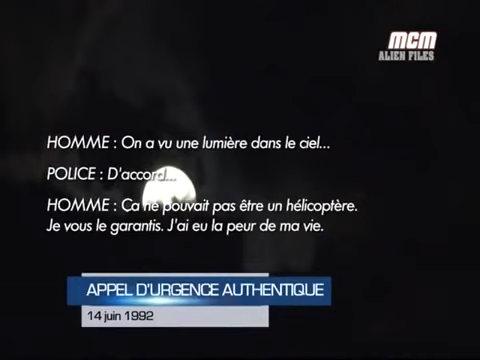 mcm
ALIEN FILES
HOMME : On a vu une lumière dans le ciel...
POLICE : D'accord...
HOMME : Ça ne pouvait pas être un hélicoptère.
Je vous le garantis. J'ai eu la peur de ma vie.
APPEL D'URGENCE AUTHENTIQUE
14 juin 1992